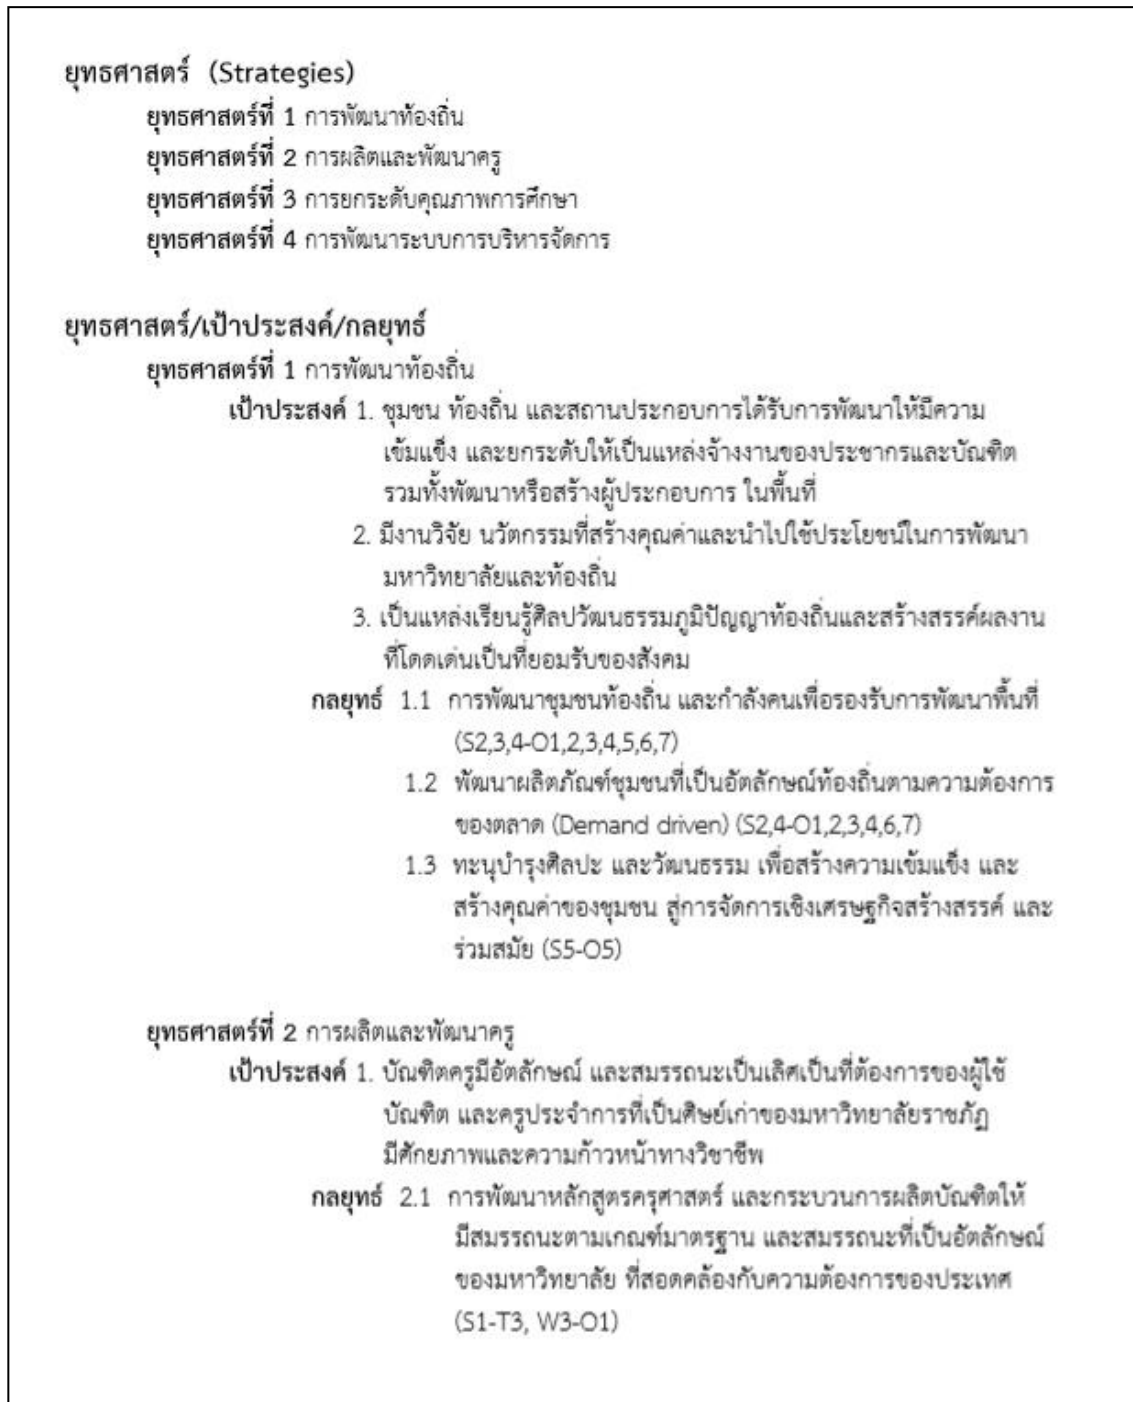 ยุทธศาสตร์ (Strategies)
ยุทธศาสตร์ที่ 1 การพัฒนาท้องถิ่น
ยุทธศาสตร์ที่ 2 การผลิตและพัฒนาครู
ยุทธศาสตร์ที่ 3 การยกระดับคุณภาพการศึกษา
ยุทธศาสตร์ที่ 4 การพัฒนาระบบการบริหารจัดการ
ยุทธศาสตร์/เป้าประสงค์/กลยุทธ์
ยุทธศาสตร์ที่ 1 การพัฒนาท้องถิ่น
เป้าประสงค์ 1. ชุมชน ท้องถิ่น และสถานประกอบการได้รับการพัฒนาให้มีความ
เข้มแข็ง และยกระดับให้เป็นแหล่งจ้างงานของประชากรและบัณฑิต
รวมทั้งพัฒนาหรือสร้างผู้ประกอบการ ในพื้นที่
2. มีงานวิจัย นวัตกรรมที่สร้างคุณค่าและนำไปใช้ประโยชน์ในการพัฒนา
มหาวิทยาลัยและท้องถิ่น
3. เป็นแหล่งเรียนรู้ศิลปวัฒนธรรมภูมิปัญญาท้องถิ่นและสร้างสรรค์ผลงาน
ที่โดดเด่นเป็นที่ยอมรับของสังคม
กลยุทธ์ 1.1 การพัฒนาชุมชนท้องถิ่น และกำลังคนเพื่อรองรับการพัฒนาพื้นที่
(S2,3,4-O1,2,3,4,5,6,7)
1.2 พัฒนาผลิตภัณฑ์ชุมชนที่เป็นอัตลักษณ์ท้องถิ่นตามความต้องการ
ของตลาด (Demand driven) (S2,4-O1,2,3,4,6,7)
1.3 ทะนุบำรุงศิลปะ และวัฒนธรรม เพื่อสร้างความเข้มแข็ง และ
สร้างคุณค่าของชุมชน สู่การจัดการเชิงเศรษฐกิจสร้างสรรค์ และ
ร่วมสมัย (S5-O5)
ยุทธศาสตร์ที่ 2 การผลิตและพัฒนาครู
เป้าประสงค์ 1. บัณฑิตครูมีอัตลักษณ์ และสมรรถนะเป็นเลิศเป็นที่ต้องการของผู้ใช้
บัณฑิต และครูประจำการที่เป็นศิษย์เก่าของมหาวิทยาลัยราชภัฏ
มีศักยภาพและความก้าวหน้าทางวิชาชีพ
กลยุทธ์ 2.1 การพัฒนาหลักสูตรครุศาสตร์ และกระบวนการผลิตบัณฑิตให้
มีสมรรถนะตามเกณฑ์มาตรฐาน และสมรรถนะที่เป็นอัตลักษณ์
ของมหาวิทยาลัย ที่สอดคล้องกับความต้องการของประเทศ
(S1-T3, W3-O1)